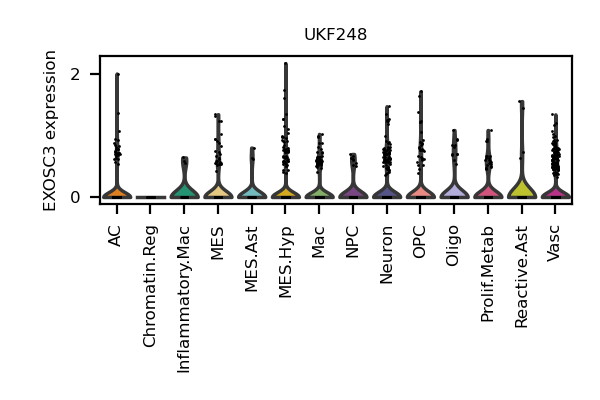 UKF248
EXOSC3 expression
2
0
AC
Chromatin.Reg
Inflammatory.Mac
MES
MES.Ast
MES.Hyp
Mac
NPC
Neuron
OPC
Oligo
Prolif.Metab
Reactive.Ast
Vasc